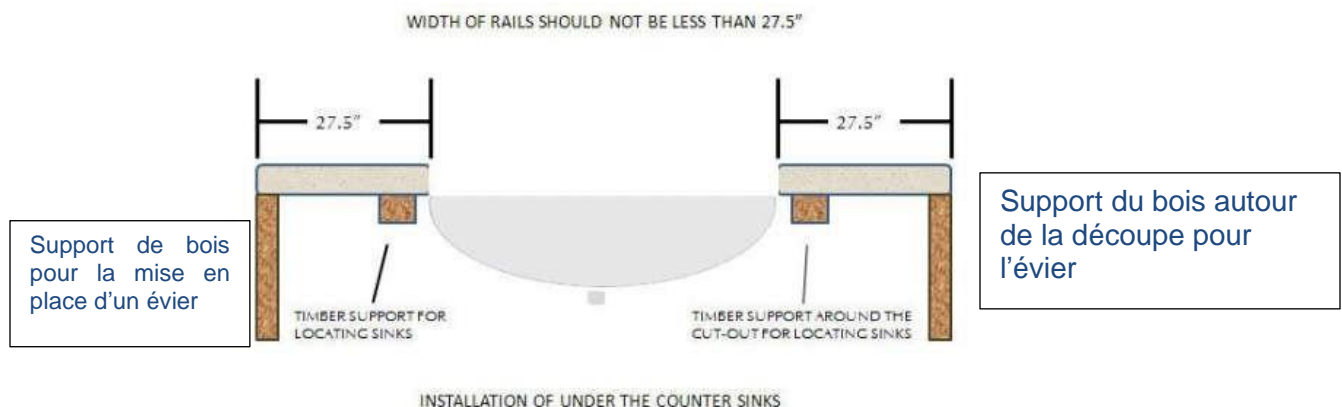 WIDTH OF RAILS SHOULD NOT BE LESS THAN 27.5"
27.5"
27.5"
Support de bois
pour la mise en
place d'un évier
Support du bois autour
de la découpe pour
l'évier
TIMBER SUPPORT FOR
LOCATING SINKS
TIMBER SUPPORT AROUND THE
CUT-OUT FOR LOCATING SINKS
INSTALLATION OF UNDER THE COUNTER SINKS